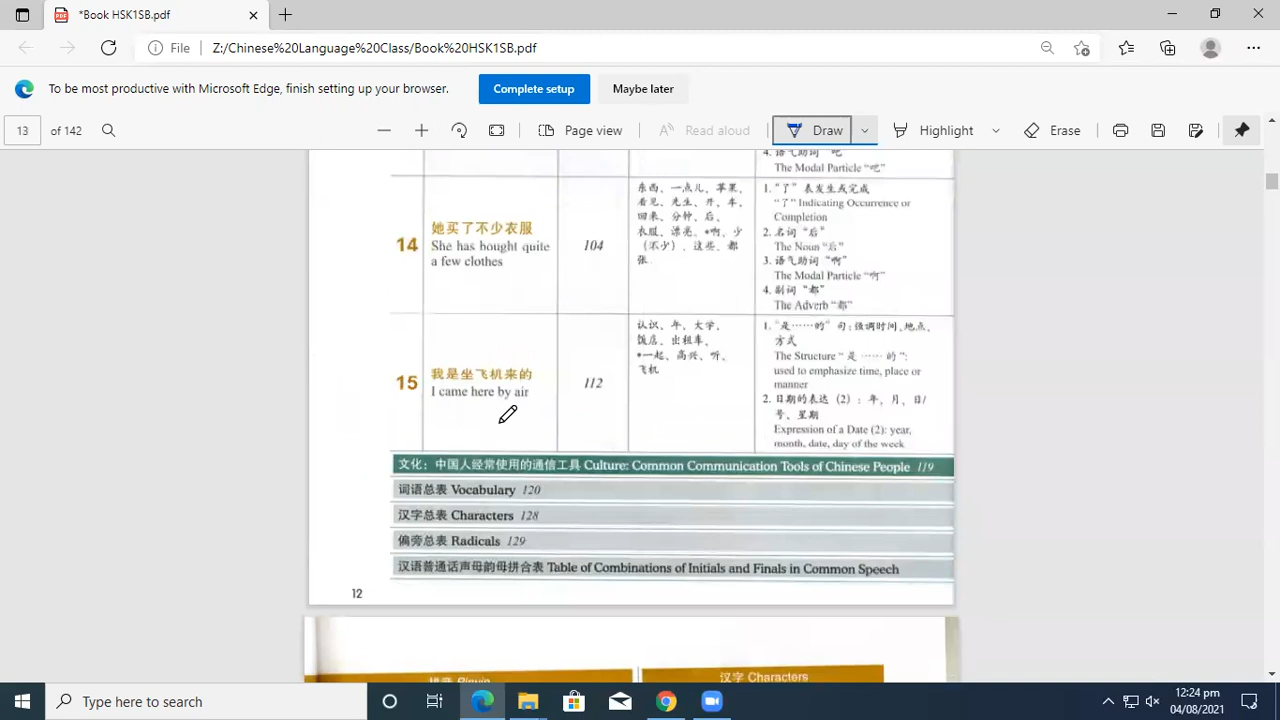 *Book HSK1SB.pdf
File Z:/Chinese%20Language%20Class/Book%20HSK1SB.pdf
To be most productive with Microsoft Edge, finish setting up your browser. Complete setup Maybe later
13 of 142 Page view Read aloud Draw Highlight Erase
4. 语气助词“吧”
The Modal Particle “吧”
14
她买了不少衣服
She has bought quite
a few clothes
104
东西、一点儿、苹果、
看见、先生、开、车、
回来、分钟、后、
衣服、漂亮、*啊、少
(不少)、这些、都
张
1. “了”表发生或完成
“了” Indicating Occurrence or
Completion
2. 名词“后”
The Noun “后”
3. 语气助词“啊”
The Modal Particle “啊”
4. 副词“都”
The Adverb “都”
15
我是坐飞机来的
I came here by air
112
认识、年、大学、
饭店、出租车、
*一起、高兴、听、
飞机
1. “是……的”句:强调时间、地点、
方式
The Structure “是……的”:
used to emphasize time, place or
manner
2. 日期的表达(2):年、月、日/
号、星期
Expression of a Date (2): year,
month, date, day of the week
文化:中国人经常使用的通信工具 Culture: Common Communication Tools of Chinese People 119
词语总表 Vocabulary 120
汉字总表 Characters 128
偏旁总表 Radicals 129
汉语普通话声母韵母拼合表 Table of Combinations of Initials and Finals in Common Speech
12
拼音 Pinyin 汉字 Characters
Type here to search
12:24 pm
04/08/2021